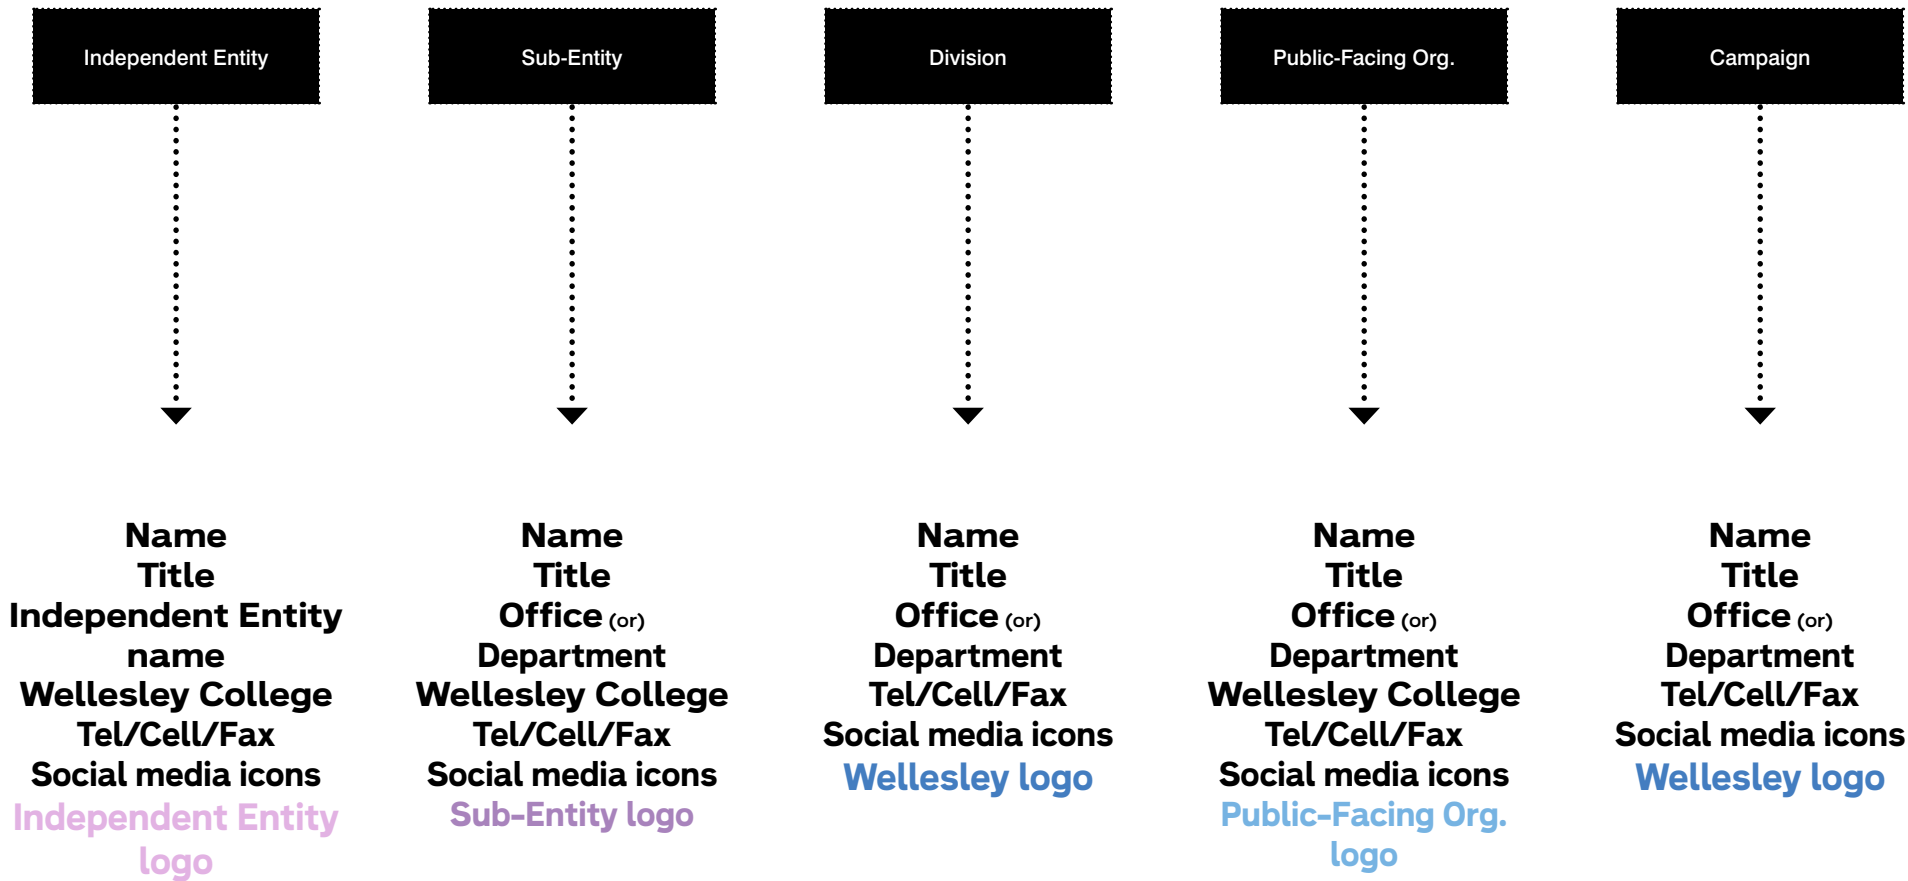 Independent Entity
Sub-Entity
Division
Public-Facing Org.
Campaign
Name
Title
Independent Entity
name
Wellesley College
Tel/Cell/Fax
Social media icons
Independent Entity
logo
Name
Title
Office (or)
Department
Wellesley College
Tel/Cell/Fax
Social media icons
Sub-Entity logo
Name
Title
Office (or)
Department
Tel/Cell/Fax
Social media icons
Wellesley logo
Name
Title
Office (or)
Department
Wellesley College
Tel/Cell/Fax
Social media icons
Public-Facing Org.
logo
Name
Title
Office (or)
Department
Tel/Cell/Fax
Social media icons
Wellesley logo